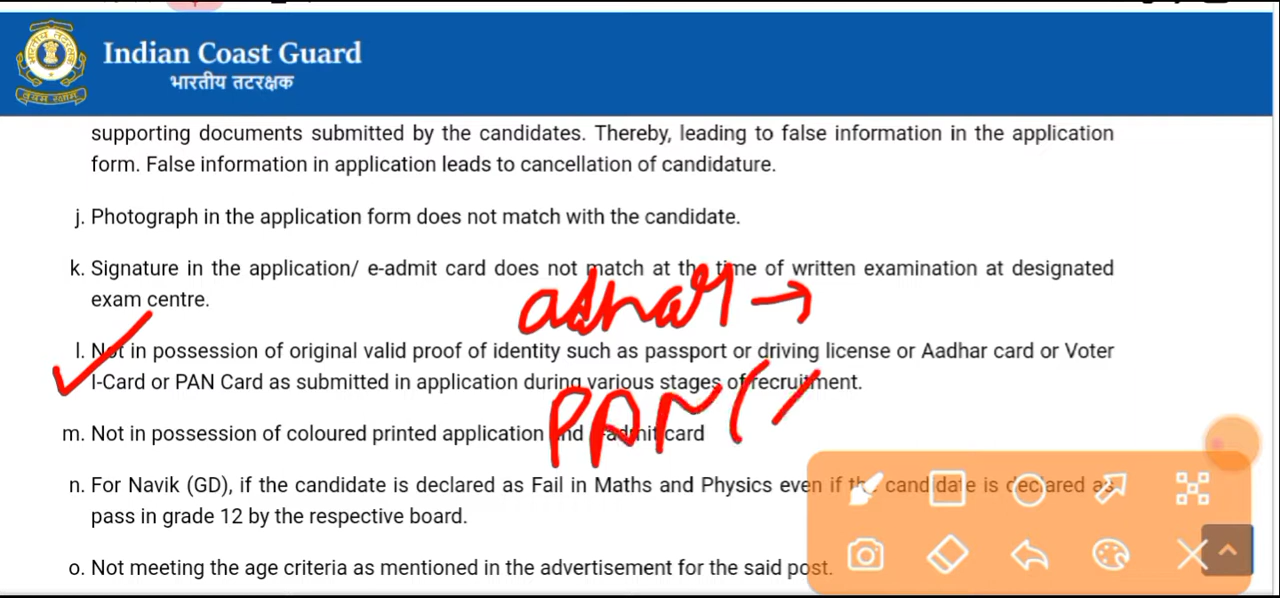 Indian Coast Guard
भारतीय तटरक्षक
supporting documents submitted by the candidates. Thereby, leading to false information in the application
form. False information in application leads to cancellation of candidature.
j. Photograph in the application form does not match with the candidate.
k. Signature in the application/ e-admit card does not match at the time of written examination at designated
exam centre.
adhar →
l. Not in possession of original valid proof of identity such as passport or driving license or Aadhar card or Voter
I-Card or PAN Card as submitted in application during various stages of recruitment.
PAN (
m. Not in possession of coloured printed application and e-admit card
n. For Navik (GD), if the candidate is declared as Fail in Maths and Physics even if the candidate is declared as
pass in grade 12 by the respective board.
o. Not meeting the age criteria as mentioned in the advertisement for the said post.